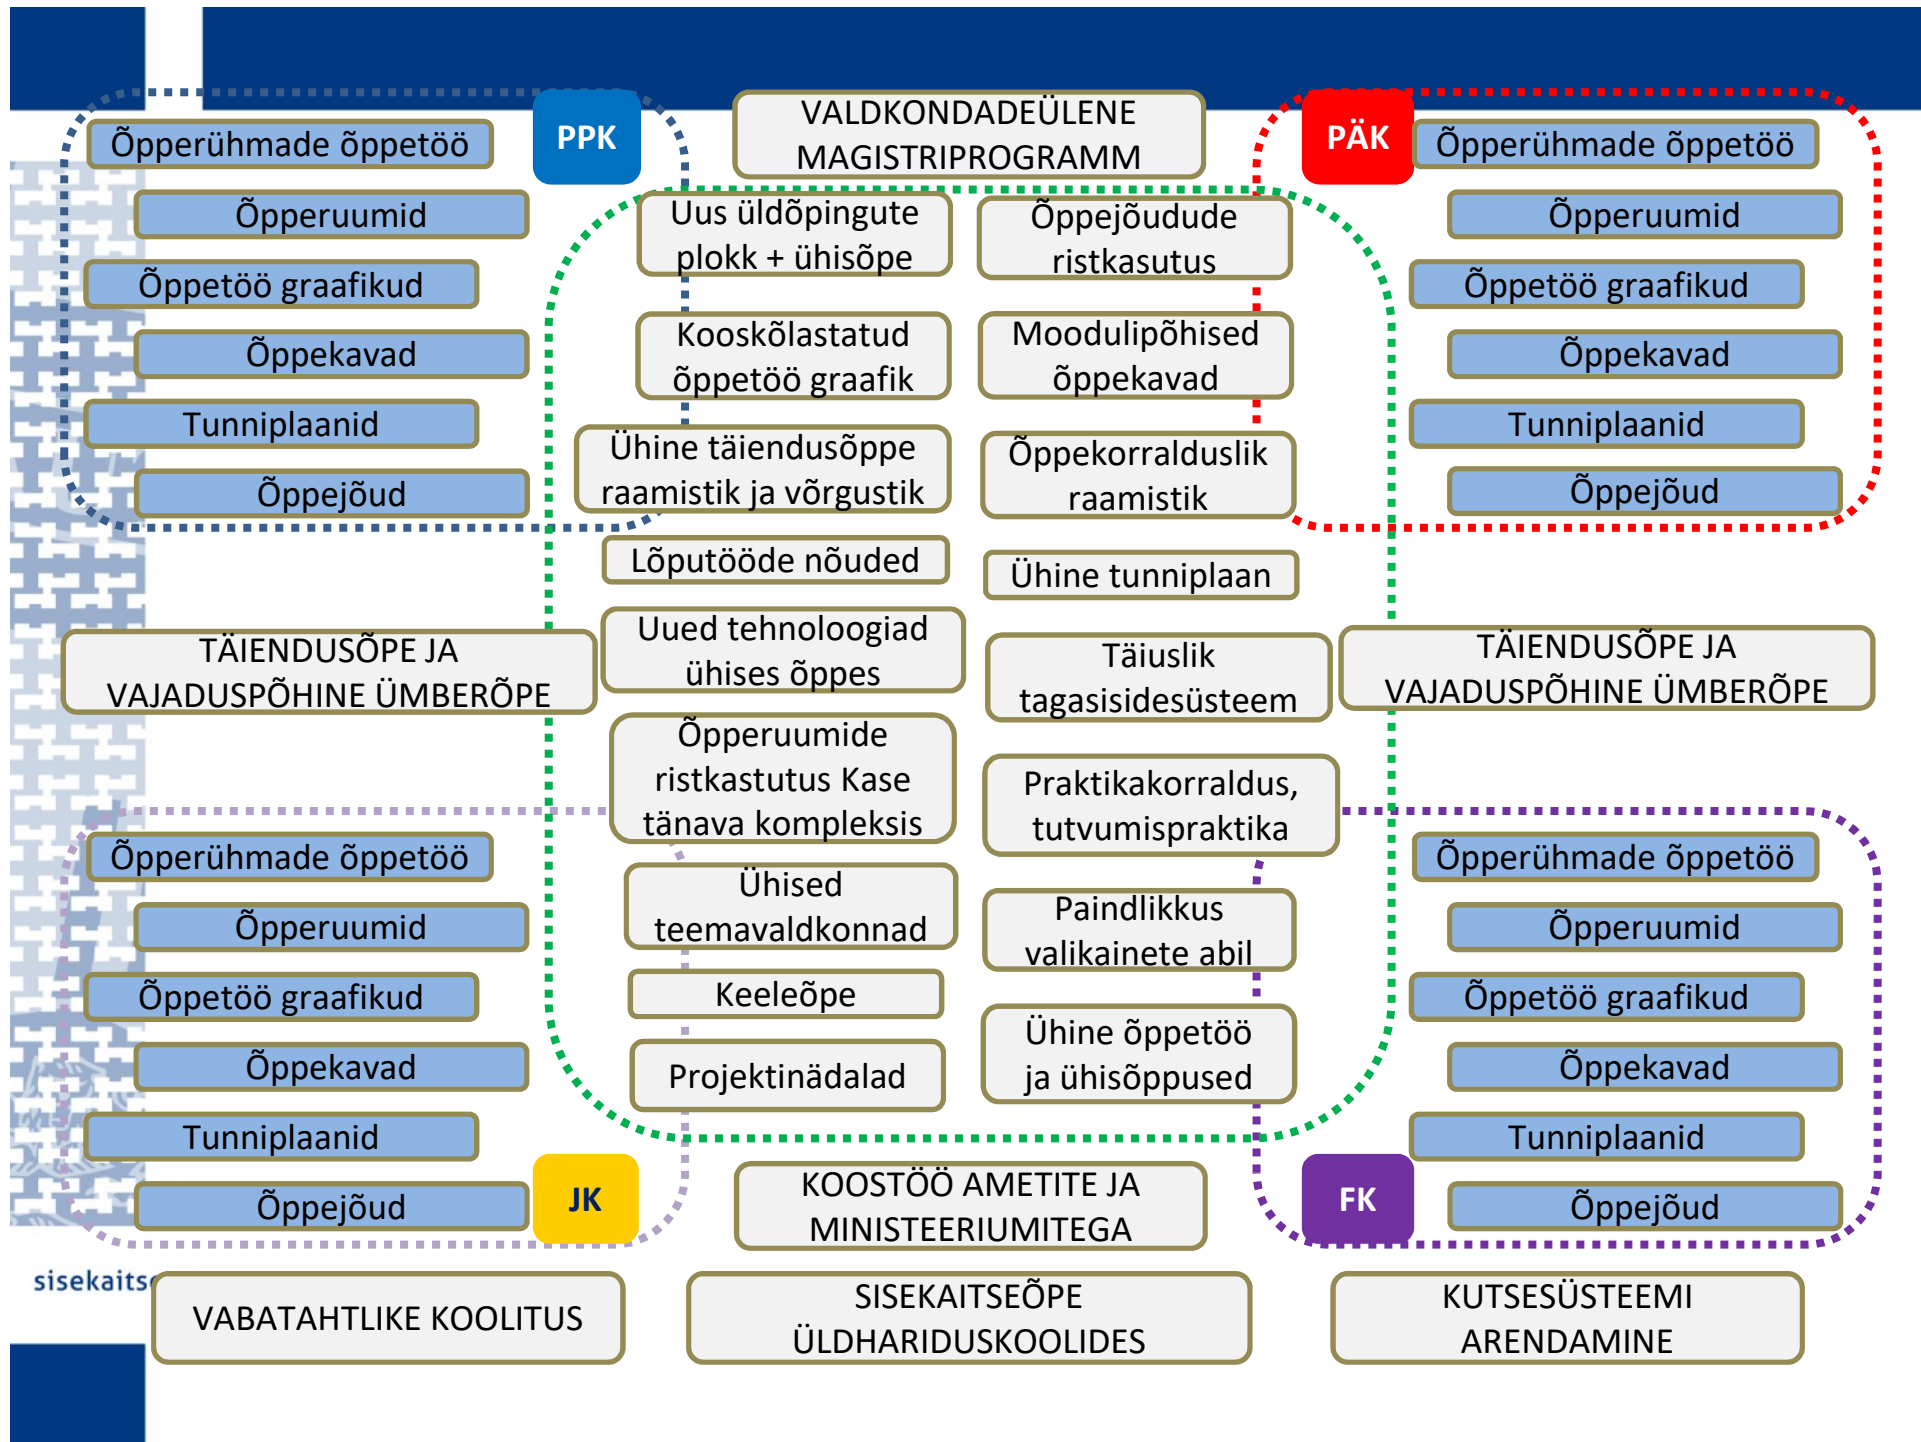 PPK
Õpperühmade õppetöö
Õpperuumid
Õppetöö graafikud
Õppekavad
Tunniplaanid
Õppejõud
VALDKONDADEÜLENE
MAGISTRIPROGRAMM
PÄK
Õpperühmade õppetöö
Õpperuumid
Õppetöö graafikud
Õppekavad
Tunniplaanid
Õppejõud
Uus üldõpingute
plokk + ühisõpe
Kooskõlastatud
õppetöö graafik
Ühine täiendusõppe
raamistik ja võrgustik
Lõputööde nõuded
Uued tehnoloogiad
ühises õppes
Õpperuumide
ristkastutus Kase
tänava kompleksis
Ühised
teemavaldkonnad
Keeleõpe
Projektinädalad
Õppejõudude
ristkasutus
Moodulipõhised
õppekavad
Õppekorralduslik
raamistik
Ühine tunniplaan
Täiuslik
tagasisidesüsteem
Praktikakorraldus,
tutvumispraktika
Paindlikkus
valikainete abil
Ühine õppetöö
ja ühisõppused
TÄIENDUSÕPE JA
VAJADUSPÕHINE ÜMBERÕPE
TÄIENDUSÕPE JA
VAJADUSPÕHINE ÜMBERÕPE
Õpperühmade õppetöö
Õpperuumid
Õppetöö graafikud
Õppekavad
Tunniplaanid
Õppejõud
JK
KOOSTÖÖ AMETITE JA
MINISTEERIUMITEGA
FK
Õpperühmade õppetöö
Õpperuumid
Õppetöö graafikud
Õppekavad
Tunniplaanid
Õppejõud
sisekaitse
VABATAHTLIKE KOOLITUS
SISEKAITSEÕPE
ÜLDHARIDUSKOOLIDES
KUTSESÜSTEEMI
ARENDAMINE